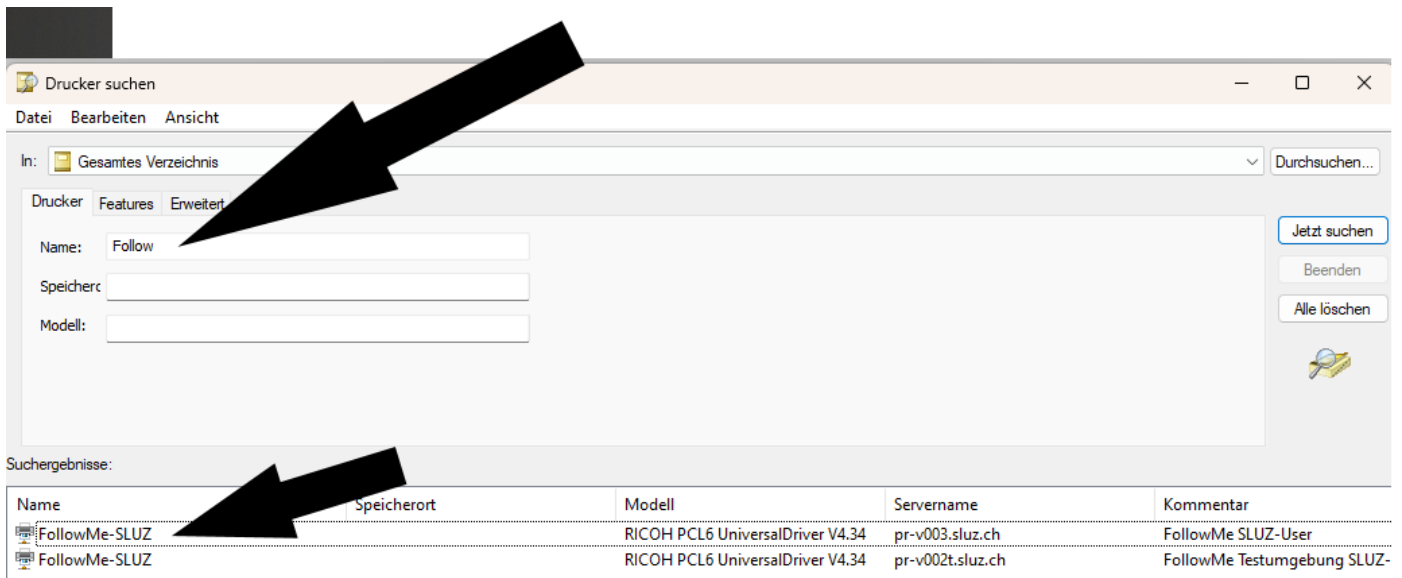 Drucker suchen
Datei Bearbeiten Ansicht
In: Gesamtes Verzeichnis Durchsuchen...
Drucker Features Erweitert
Jetzt suchen
Name: Follow
Beenden
Speicherc
Alle löschen
Modell:
Suchergebnisse:
Name Speicherort Modell Servername Kommentar
FollowMe-SLUZ RICOH PCL6 UniversalDriver V4.34 pr-v003.sluz.ch FollowMe SLUZ-User
FollowMe-SLUZ RICOH PCL6 UniversalDriver V4.34 pr-v002t.sluz.ch FollowMe Testumgebung SLUZ-